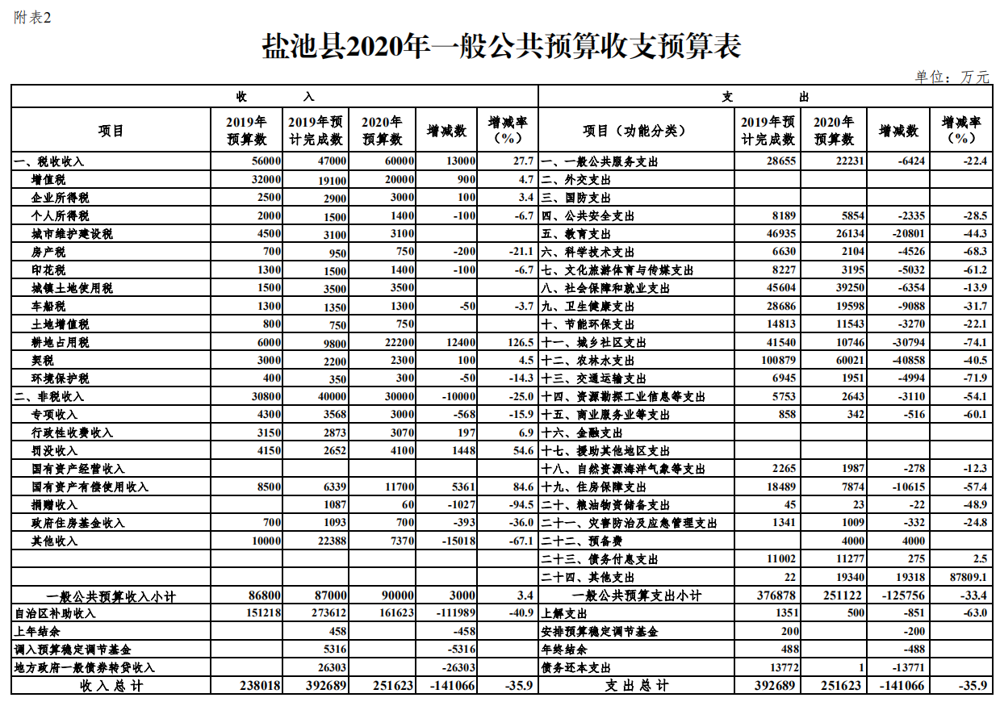 附表2
盐池县2020年一般公共预算收支预算表
单位：万元
收 入 支 出
项目 2019年预算数 2019年预计完成数 2020年预算数 增减数 增减率（%） 项目（功能分类） 2019年预计完成数 2020年预算数 增减数 增减率（%）
一、税收收入 56000 47000 60000 13000 27.7 一、一般公共服务支出 28655 22231 -6424 -22.4
增值税 32000 19100 20000 900 4.7 二、外交支出
企业所得税 2500 2900 3000 100 3.4 三、国防支出
个人所得税 2000 1500 1400 -100 -6.7 四、公共安全支出 8189 5854 -2335 -28.5
城市维护建设税 4500 3100 3100 五、教育支出 46935 26134 -20801 -44.3
房产税 700 950 750 -200 -21.1 六、科学技术支出 6630 2104 -4526 -68.3
印花税 1300 1500 1400 -100 -6.7 七、文化旅游体育与传媒支出 8227 3195 -5032 -61.2
城镇土地使用税 1500 3500 3500 八、社会保障和就业支出 45604 39250 -6354 -13.9
车船税 1300 1350 1300 -50 -3.7 九、卫生健康支出 28686 19598 -9088 -31.7
土地增值税 800 750 750 十、节能环保支出 14813 11543 -3270 -22.1
耕地占用税 6000 9800 22200 12400 126.5 十一、城乡社区支出 41540 10746 -30794 -74.1
契税 3000 2200 2300 100 4.5 十二、农林水支出 100879 60021 -40858 -40.5
环境保护税 400 350 300 -50 -14.3 十三、交通运输支出 6945 1951 -4994 -71.9
二、非税收入 30800 40000 30000 -10000 -25.0 十四、资源勘探工业信息等支出 5753 2643 -3110 -54.1
专项收入 4300 3568 3000 -568 -15.9 十五、商业服务业等支出 858 342 -516 -60.1
行政性收费收入 3150 2873 3070 197 6.9 十六、金融支出
罚没收入 4150 2652 4100 1448 54.6 十七、援助其他地区支出
国有资产经营收入 十八、自然资源海洋气象等支出 2265 1987 -278 -12.3
国有资产有偿使用收入 8500 6339 11700 5361 84.6 十九、住房保障支出 18489 7874 -10615 -57.4
捐赠收入 1087 60 -1027 -94.5 二十、粮油物资储备支出 45 23 -22 -48.9
政府住房基金收入 700 1093 700 -393 -36.0 二十一、灾害防治及应急管理支出 1341 1009 -332 -24.8
其他收入 10000 22388 7370 -15018 -67.1 二十二、预备费 4000 4000
二十三、债务付息支出 11002 11277 275 2.5
二十四、其他支出 22 19340 19318 87809.1
一般公共预算收入小计 86800 87000 90000 3000 3.4 一般公共预算支出小计 376878 251122 -125756 -33.4
自治区补助收入 151218 273612 161623 -111989 -40.9 上解支出 1351 500 -851 -63.0
上年结余 458 -458 安排预算稳定调节基金 200 -200
调入预算稳定调节基金 5316 -5316 年终结余 488 -488
地方政府一般债券转贷收入 26303 -26303 债务还本支出 13772 1 -13771
收 入 总 计 238018 392689 251623 -141066 -35.9 支 出 总 计 392689 251623 -141066 -35.9